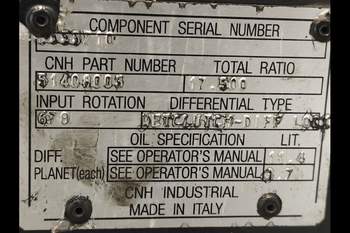 COMPONENT SERIAL NUMBER
CNH PART NUMBER TOTAL RATIO
51408003 17.500
INPUT ROTATION DIFFERENTIAL TYPE
OIL SPECIFICATION LIT.
DIFF. SEE OPERATOR'S MANUAL
PLANET(each) SEE OPERATOR'S MANUAL
CNH INDUSTRIAL
MADE IN ITALY